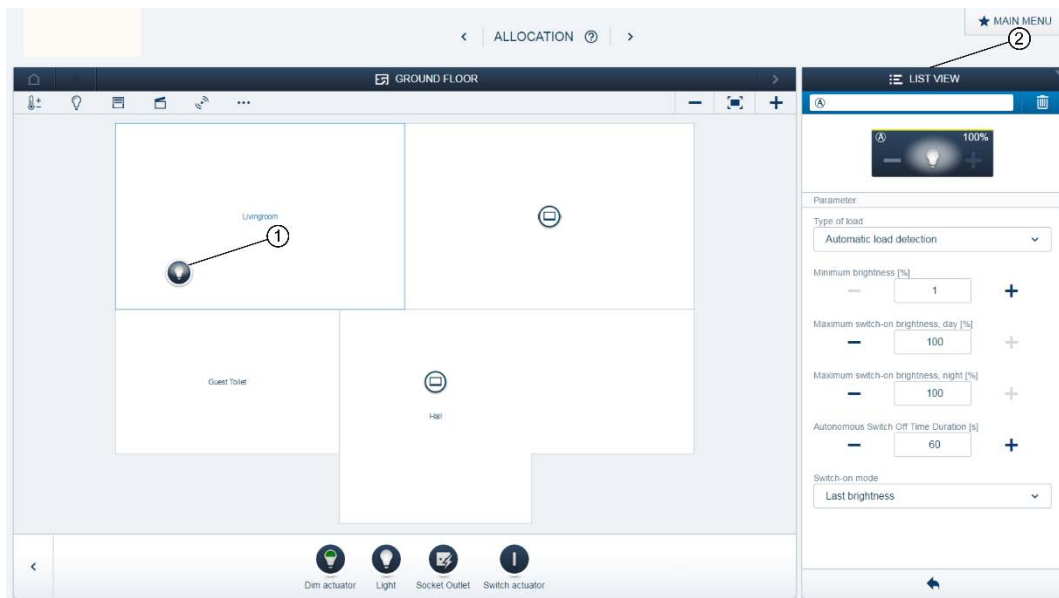 MAIN MENU
ALLOCATION ?
2
GROUND FLOOR
LIST VIEW
A
A 100%
Parameter
Livingroom
Type of load
1
Automatic load detection
Minimum brightness [%]
1
Maximum switch-on brightness, day [%]
100
Guest Toilet
Hall
Maximum switch-on brightness, night [%]
100
Autonomous Switch Off Time Duration [s]
60
Switch-on mode
Last brightness
Dim actuator Light Socket Outlet Switch actuator